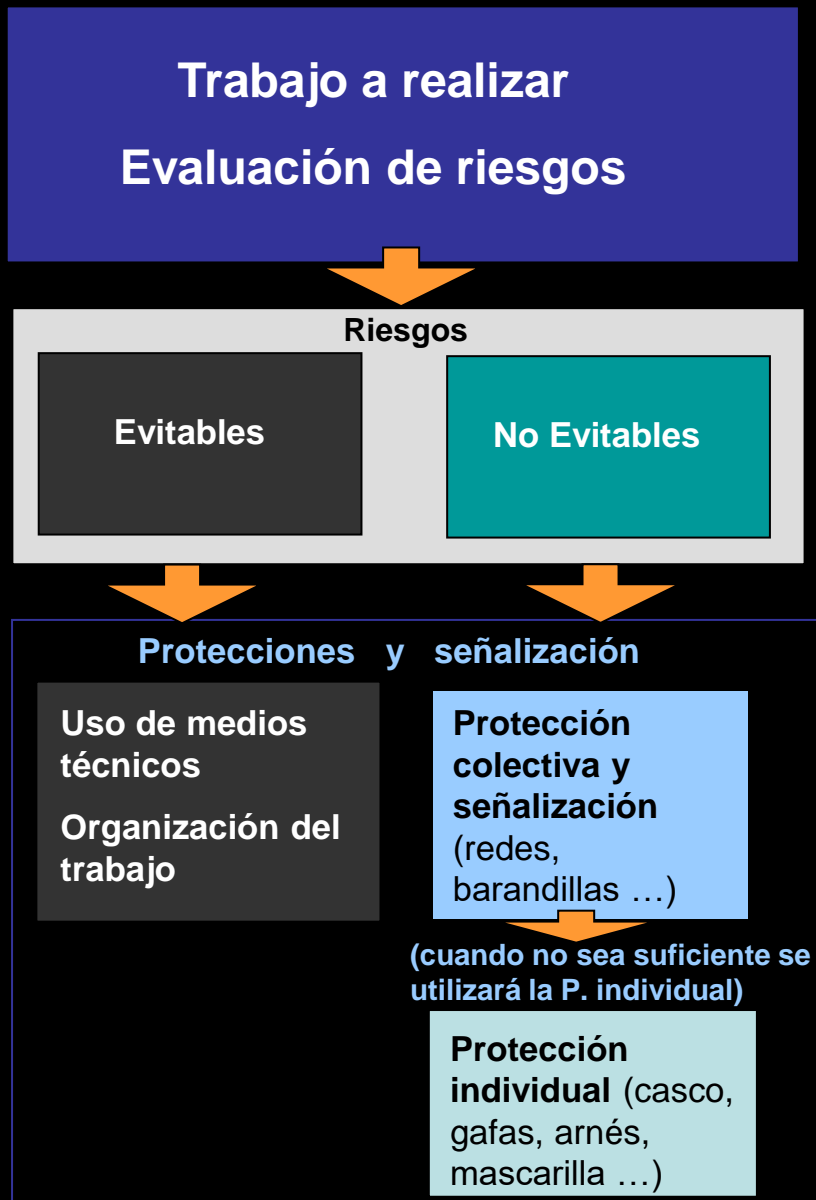 Trabajo a realizar
Evaluación de riesgos
Riesgos
Evitables
No Evitables
Protecciones y señalización
Uso de medios
técnicos
Organización del
trabajo
Protección
colectiva y
señalización
(redes,
barandillas …)
(cuando no sea suficiente se
utilizará la P. individual)
Protección
individual (casco,
gafas, arnés,
mascarilla …)